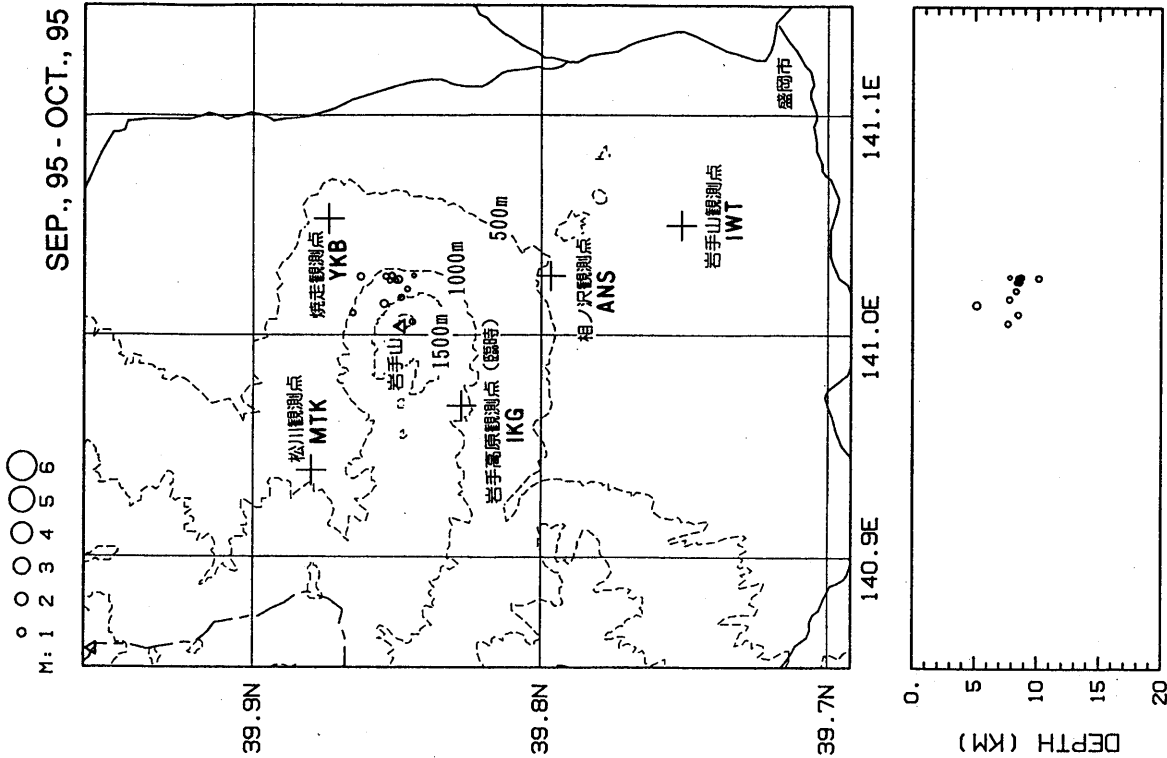 SEP., 95 - OCT., 95
M: 1 2 3 4 5 6
39.9N
39.8N
39.7N
松川観測点
MTK
焼走観測点
YKB
岩手山
1500m
1000m
500m
岩手高原観測点 (臨時)
IKG
相ノ沢観測点
ANS
岩手山観測点
IWT
盛岡市
140.9E
141.0E
141.1E
0.
5
10
15
20
DEPTH (KM)